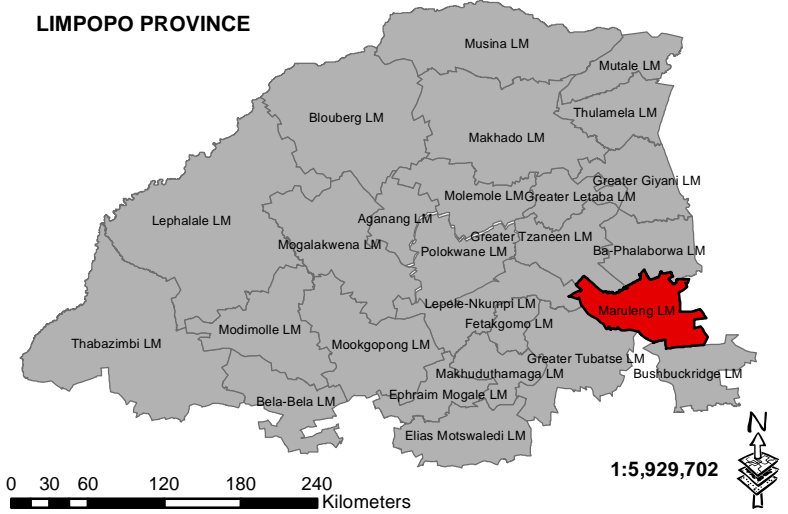 LIMPOPO PROVINCE
Musina LM
Mutale LM
Blouberg LM
Thulamela LM
Makhado LM
Greater Giyani LM
Molemole LM
Greater Letaba LM
Lephalale LM
Aganang LM
Mogalakwena LM
Greater Tzaneen LM
Polokwane LM
Ba-Phalaborwa LM
Lepele-Nkumpi LM
Maruleng LM
Fetakgomo LM
Modimolle LM
Thabazimbi LM
Mookgopong LM
Greater Tubatse LM
Makhuduthamaga LM
Bushbuckridge LM
Bela-Bela LM
Ephraim Mogale LM
Elias Motswaledi LM
N
1:5,929,702
0 30 60 120 180 240
Kilometers